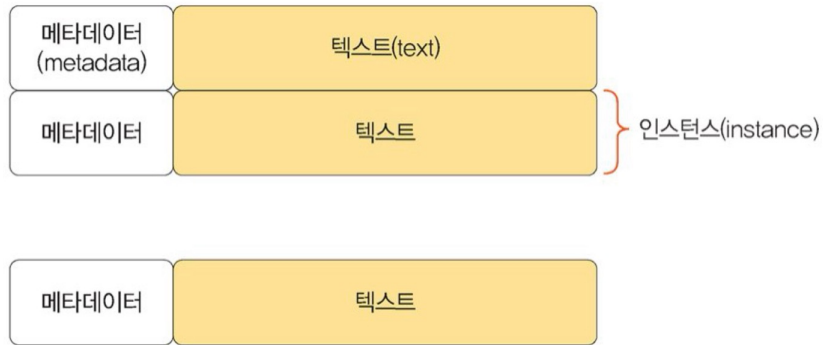 메타데이터
(metadata)
텍스트(text)
메타데이터
텍스트
인스턴스(instance)
메타데이터
텍스트